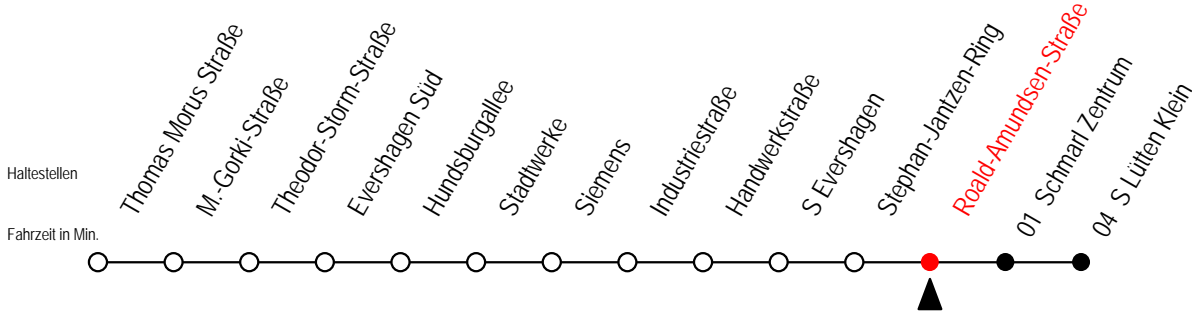 Haltestellen
Fahrzeit in Min.
Thomas Morus Straße
M.-Gorki-Straße
Theodor-Storm-Straße
Evershagen Süd
Hundsburgallee
Stadtwerke
Siemens
Industriestraße
Handwerkstraße
S Evershagen
Stephan-Jantzen-Ring
Roald-Amundsen-Straße
01 Schmarl Zentrum
04 S Lütten Klein